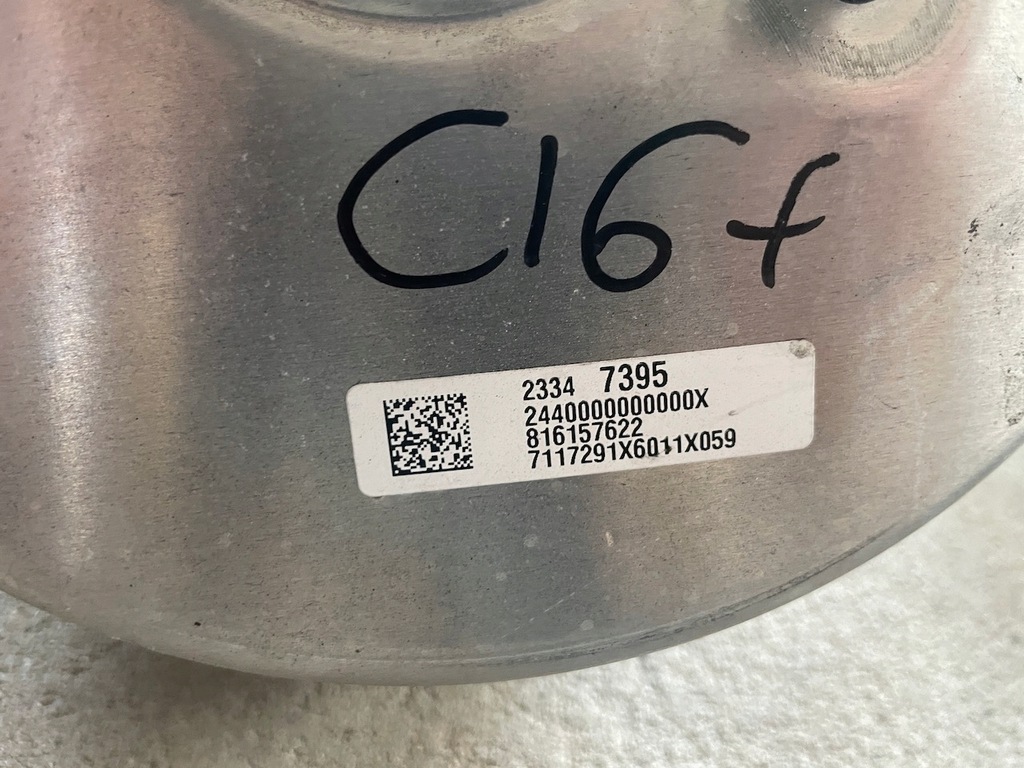 C16f
2334 7395
2440000000000X
816157622
7117291X6011X059